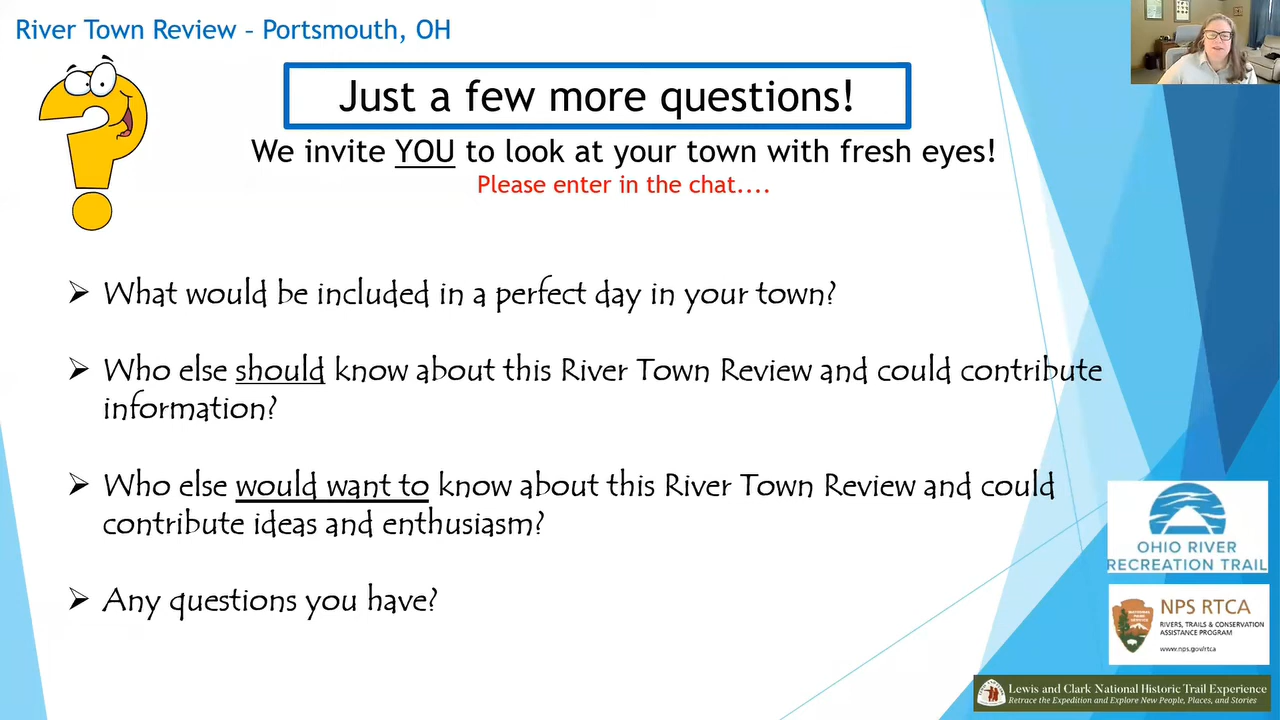 River Town Review – Portsmouth, OH
Just a few more questions!
We invite YOU to look at your town with fresh eyes!
Please enter in the chat....
➢ What would be included in a perfect day in your town?
➢ Who else should know about this River Town Review and could contribute
information?
➢ Who else would want to know about this River Town Review and could
contribute ideas and enthusiasm?
➢ Any questions you have?
OHIO RIVER
RECREATION TRAIL
NPS RTCA
RIVERS, TRAILS & CONSERVATION
ASSISTANCE PROGRAM
www.nps.gov/rtca
Lewis and Clark National Historic Trail Experience
Retrace the Expedition and Explore New People, Places, and Stories